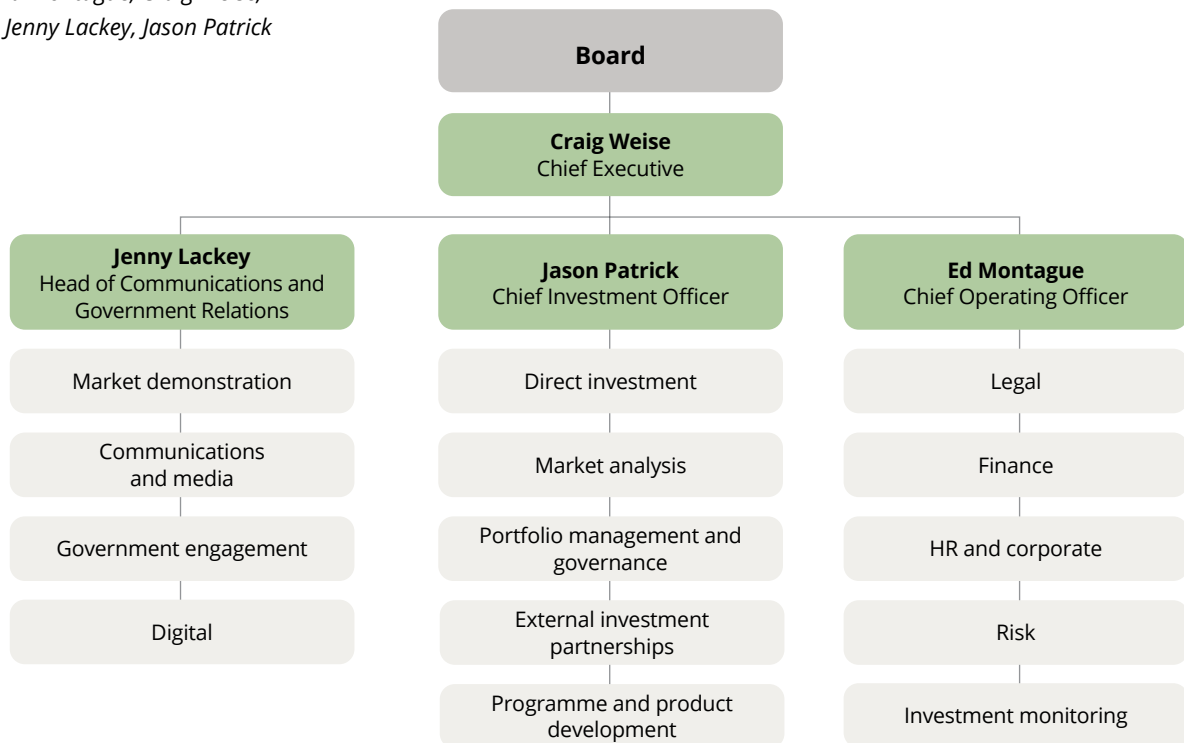 Jenny Lackey, Jason Patrick
Board
Craig Weise
Chief Executive
Jenny Lackey
Head of Communications and
Government Relations
Market demonstration
Communications
and media
Government engagement
Digital
Jason Patrick
Chief Investment Officer
Direct investment
Market analysis
Portfolio management and
governance
External investment
partnerships
Programme and product
development
Ed Montague
Chief Operating Officer
Legal
Finance
HR and corporate
Risk
Investment monitoring